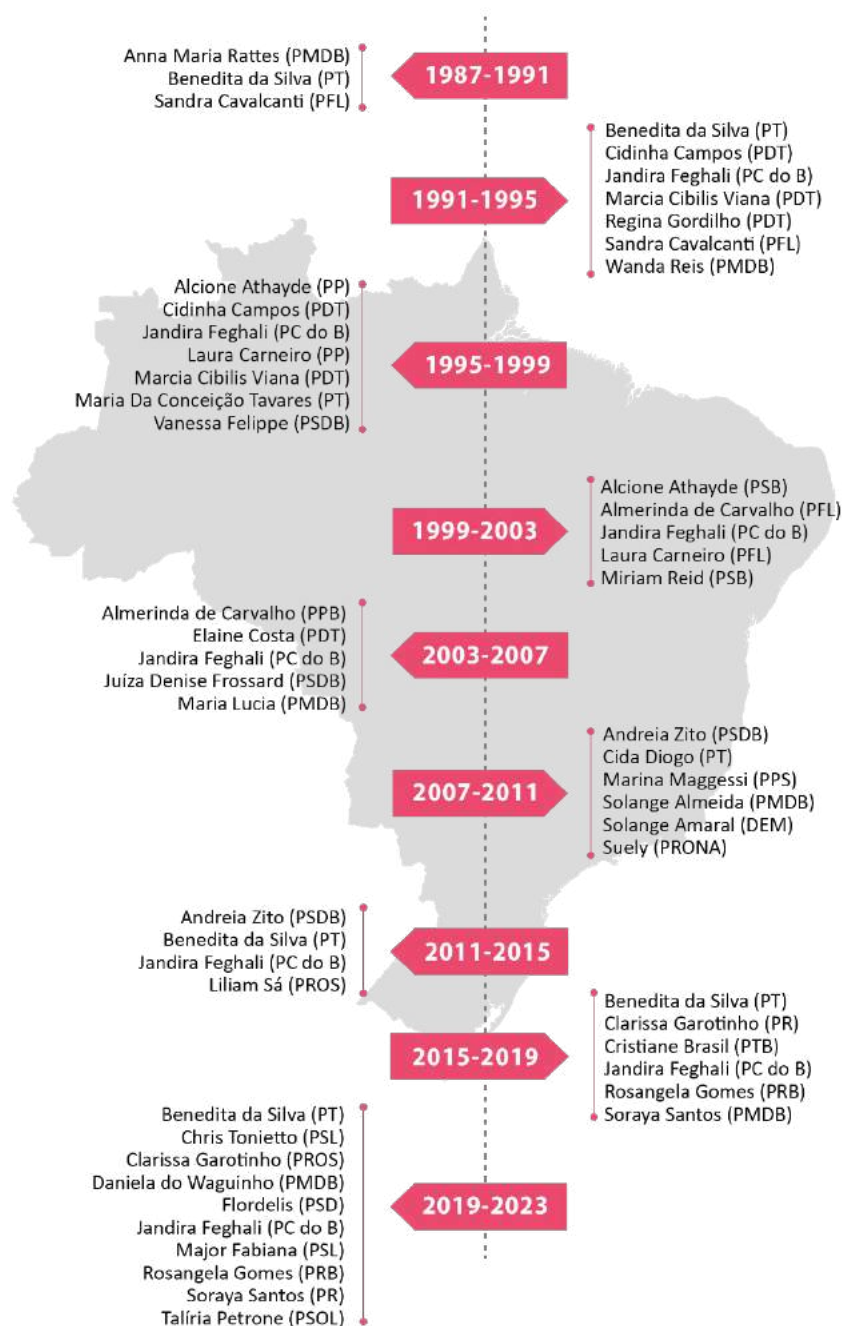 1987-1991
Anna Maria Rattes (PMDB)
Benedita da Silva (PT)
Sandra Cavalcanti (PFL)
1991-1995
Benedita da Silva (PT)
Cidinha Campos (PDT)
Jandira Feghali (PC do B)
Marcia Cibilis Viana (PDT)
Regina Gordilho (PDT)
Sandra Cavalcanti (PFL)
Wanda Reis (PMDB)
1995-1999
Alcione Athayde (PP)
Cidinha Campos (PDT)
Jandira Feghali (PC do B)
Laura Carneiro (PP)
Marcia Cibilis Viana (PDT)
Maria Da Conceição Tavares (PT)
Vanessa Felippe (PSDB)
1999-2003
Alcione Athayde (PSB)
Almerinda de Carvalho (PFL)
Jandira Feghali (PC do B)
Laura Carneiro (PFL)
Miriam Reid (PSB)
2003-2007
Almerinda de Carvalho (PPB)
Elaine Costa (PDT)
Jandira Feghali (PC do B)
Juíza Denise Frossard (PSDB)
Maria Lucia (PMDB)
2007-2011
Andreia Zito (PSDB)
Cida Diogo (PT)
Marina Maggessi (PPS)
Solange Almeida (PMDB)
Solange Amaral (DEM)
Suely (PRONA)
2011-2015
Andreia Zito (PSDB)
Benedita da Silva (PT)
Jandira Feghali (PC do B)
Liliam Sá (PROS)
2015-2019
Benedita da Silva (PT)
Clarissa Garotinho (PR)
Cristiane Brasil (PTB)
Jandira Feghali (PC do B)
Rosangela Gomes (PRB)
Soraya Santos (PMDB)
2019-2023
Benedita da Silva (PT)
Chris Tonietto (PSL)
Clarissa Garotinho (PROS)
Daniela do Waguinho (PMDB)
Flordelis (PSD)
Jandira Feghali (PC do B)
Major Fabiana (PSL)
Rosangela Gomes (PRB)
Soraya Santos (PR)
Talíria Petrone (PSOL)